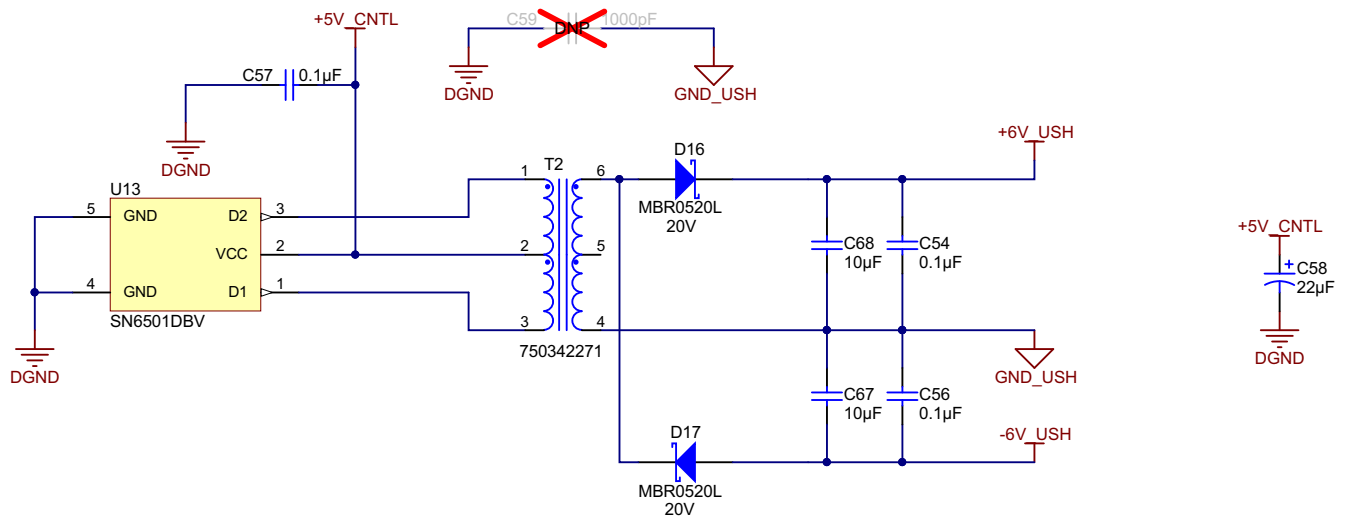 +5V_CNTL
C59 DNP 1000pF
C57 0.1µF
DGND
GND_USH
DGND
+6V_USH
U13
5 GND D2 3
VCC 2
4 GND D1 1
SN6501DBV
DGND
T2
1 6
2 5
3 4
750342271
D16
MBR0520L
20V
C68
10µF
C54
0.1µF
+5V_CNTL
+ C58
22µF
DGND
GND_USH
C67
10µF
C56
0.1µF
-6V_USH
D17
MBR0520L
20V